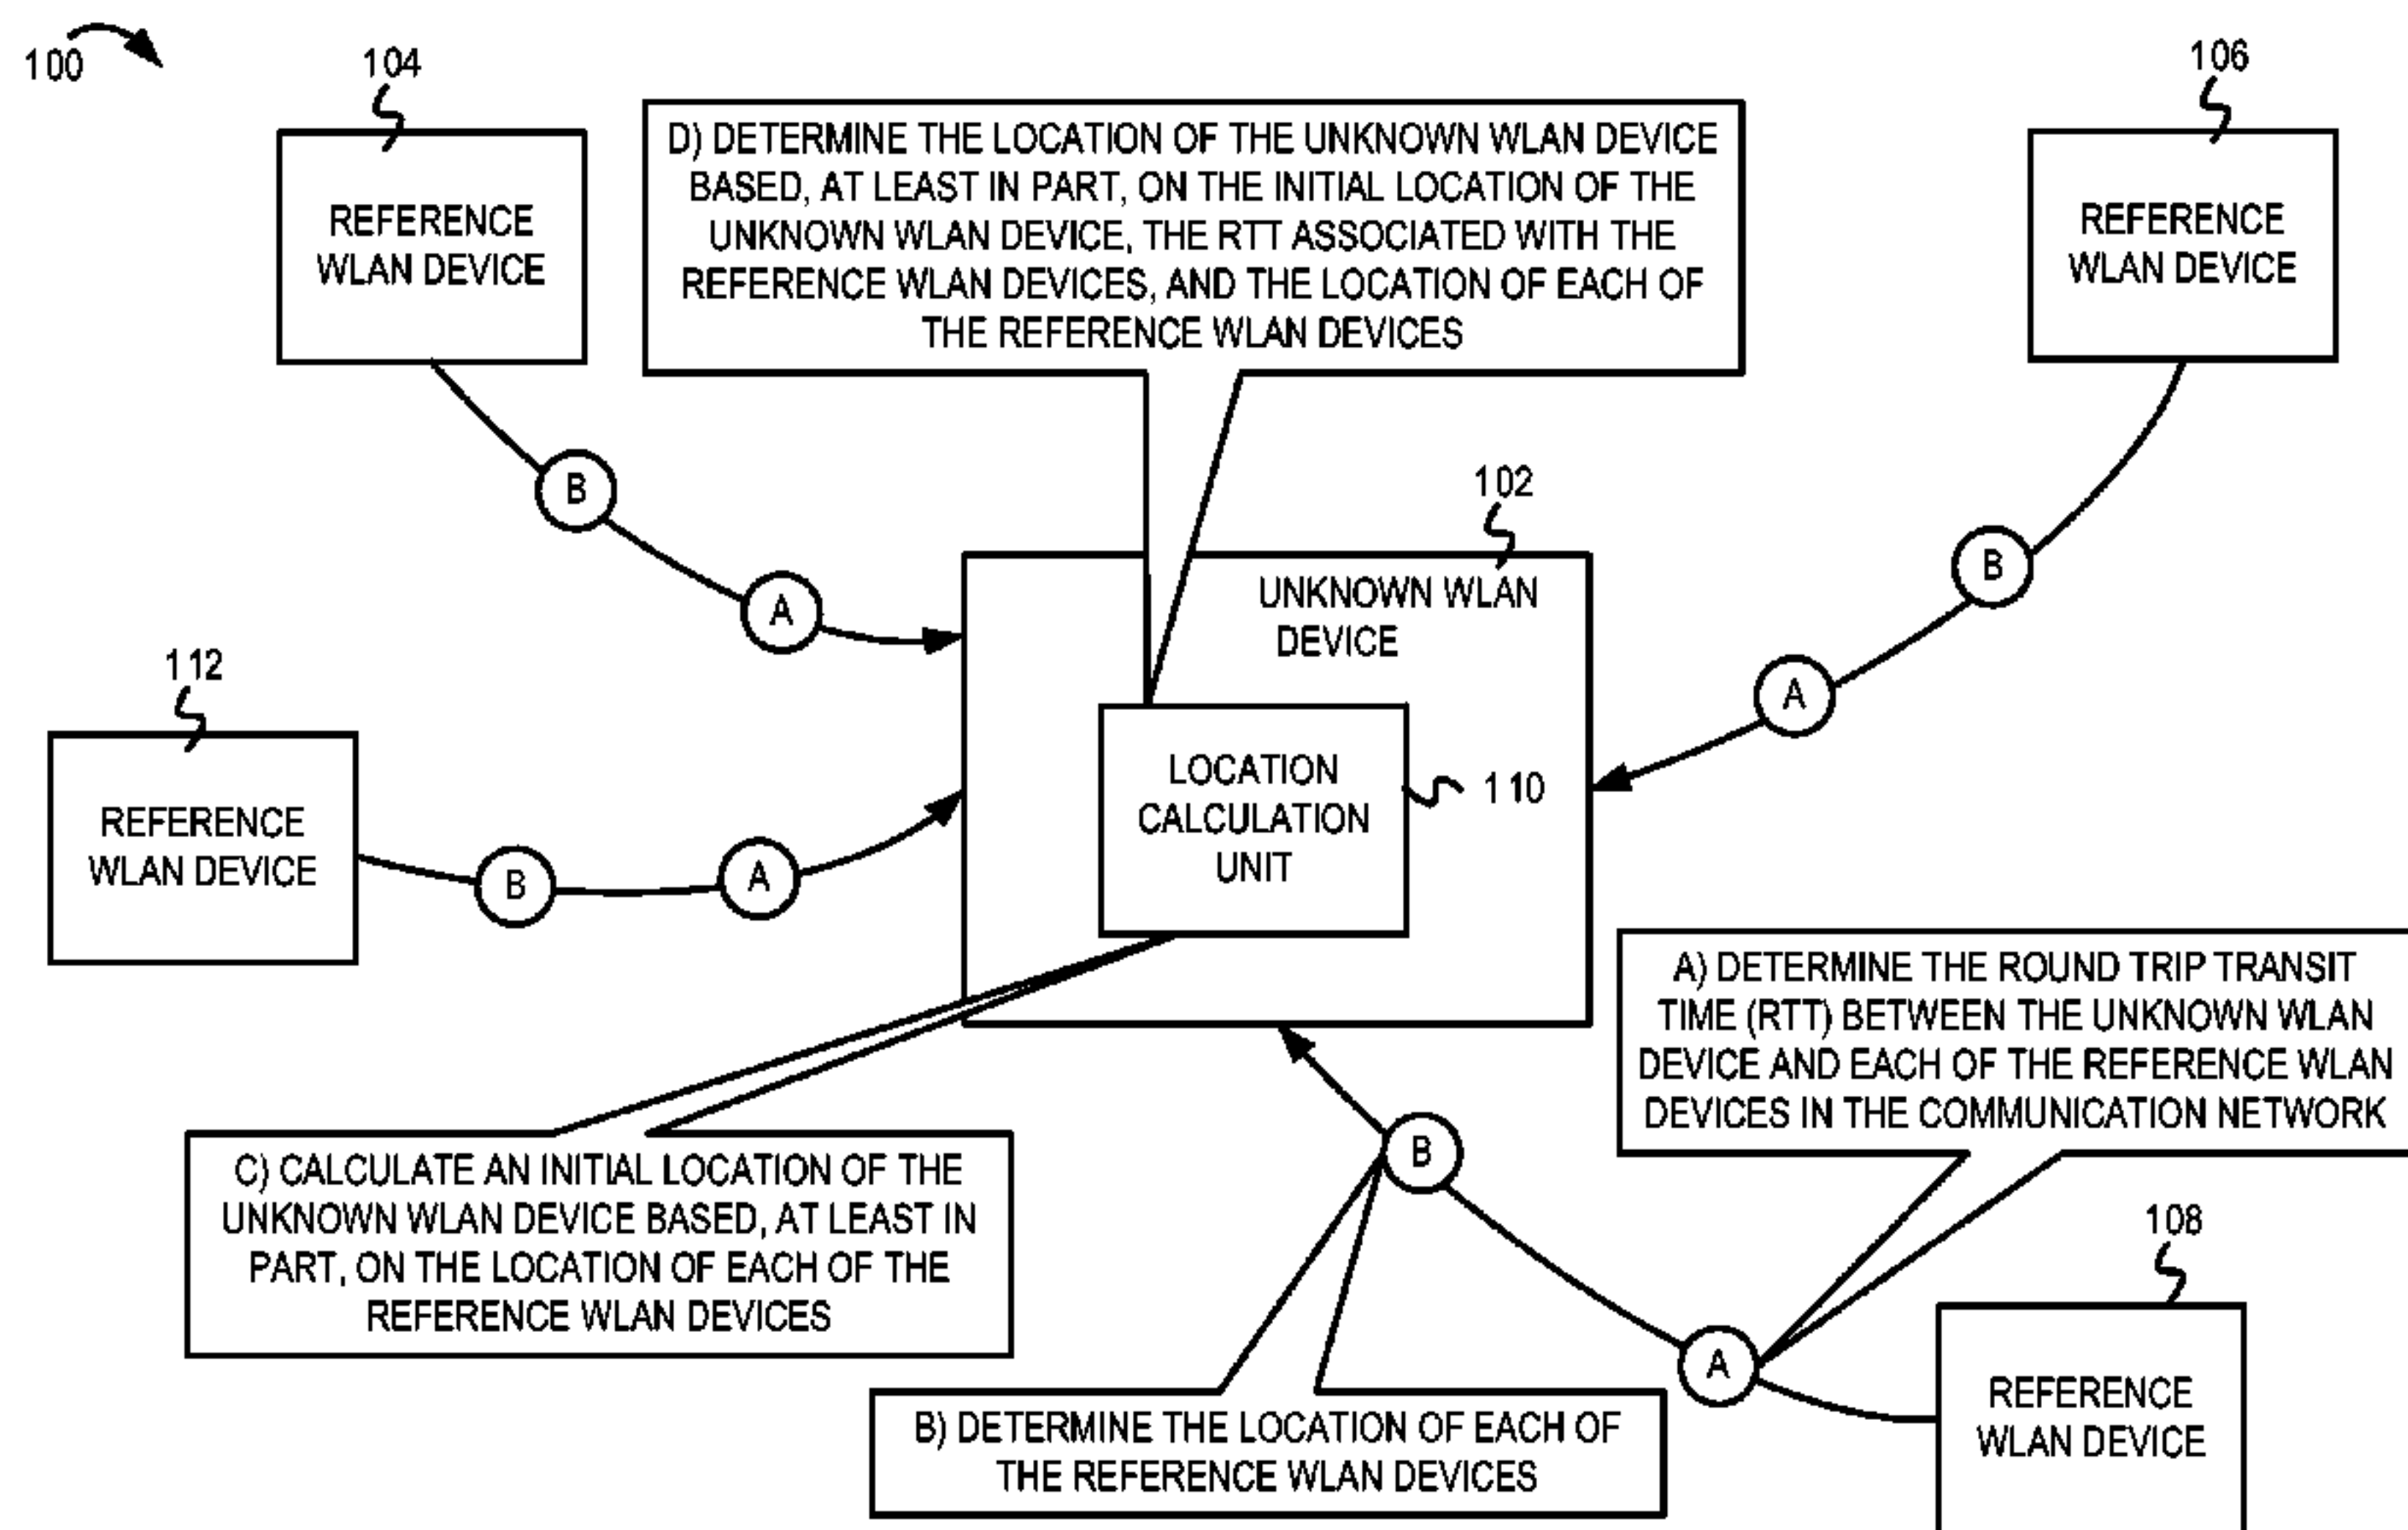 100
104
106
D) DETERMINE THE LOCATION OF THE UNKNOWN WLAN DEVICE
BASED, AT LEAST IN PART, ON THE INITIAL LOCATION OF THE
UNKNOWN WLAN DEVICE, THE RTT ASSOCIATED WITH THE
REFERENCE WLAN DEVICES, AND THE LOCATION OF EACH OF
THE REFERENCE WLAN DEVICES
REFERENCE
WLAN DEVICE
REFERENCE
WLAN DEVICE
B
A
102
UNKNOWN WLAN
DEVICE
B
A
112
REFERENCE
WLAN DEVICE
B
A
LOCATION
CALCULATION
UNIT
110
A) DETERMINE THE ROUND TRIP TRANSIT
TIME (RTT) BETWEEN THE UNKNOWN WLAN
DEVICE AND EACH OF THE REFERENCE WLAN
DEVICES IN THE COMMUNICATION NETWORK
C) CALCULATE AN INITIAL LOCATION OF THE
UNKNOWN WLAN DEVICE BASED, AT LEAST IN
PART, ON THE LOCATION OF EACH OF THE
REFERENCE WLAN DEVICES
B
A
108
REFERENCE
WLAN DEVICE
B) DETERMINE THE LOCATION OF EACH OF
THE REFERENCE WLAN DEVICES